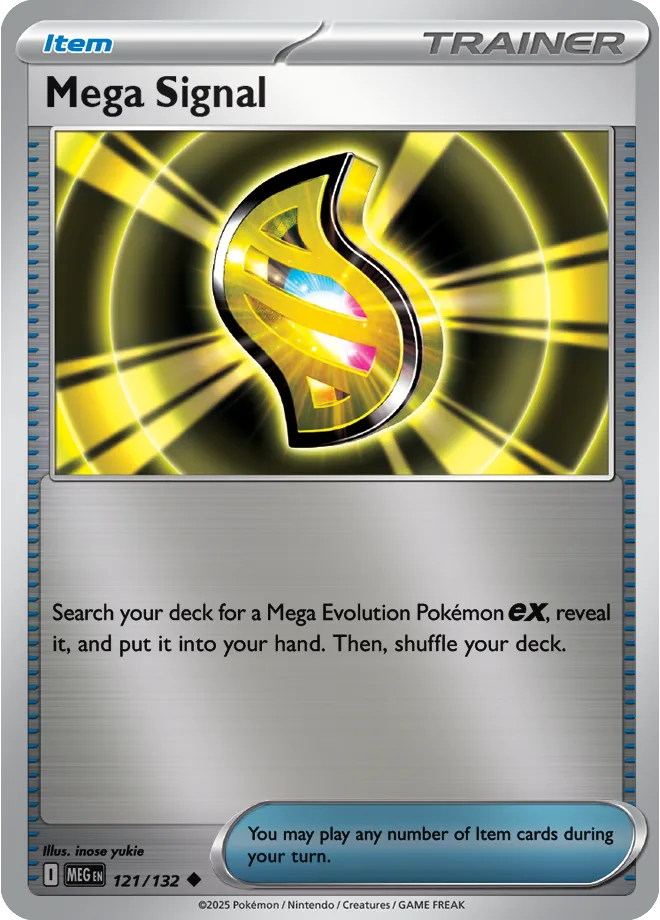 Item
TRAINER
Mega Signal
Search your deck for a Mega Evolution Pokémon ex, reveal
it, and put it into your hand. Then, shuffle your deck.
You may play any number of Item cards during
your turn.
Illus. inose yukie
I MEG EN 121/132
©2025 Pokémon / Nintendo / Creatures / GAME FREAK